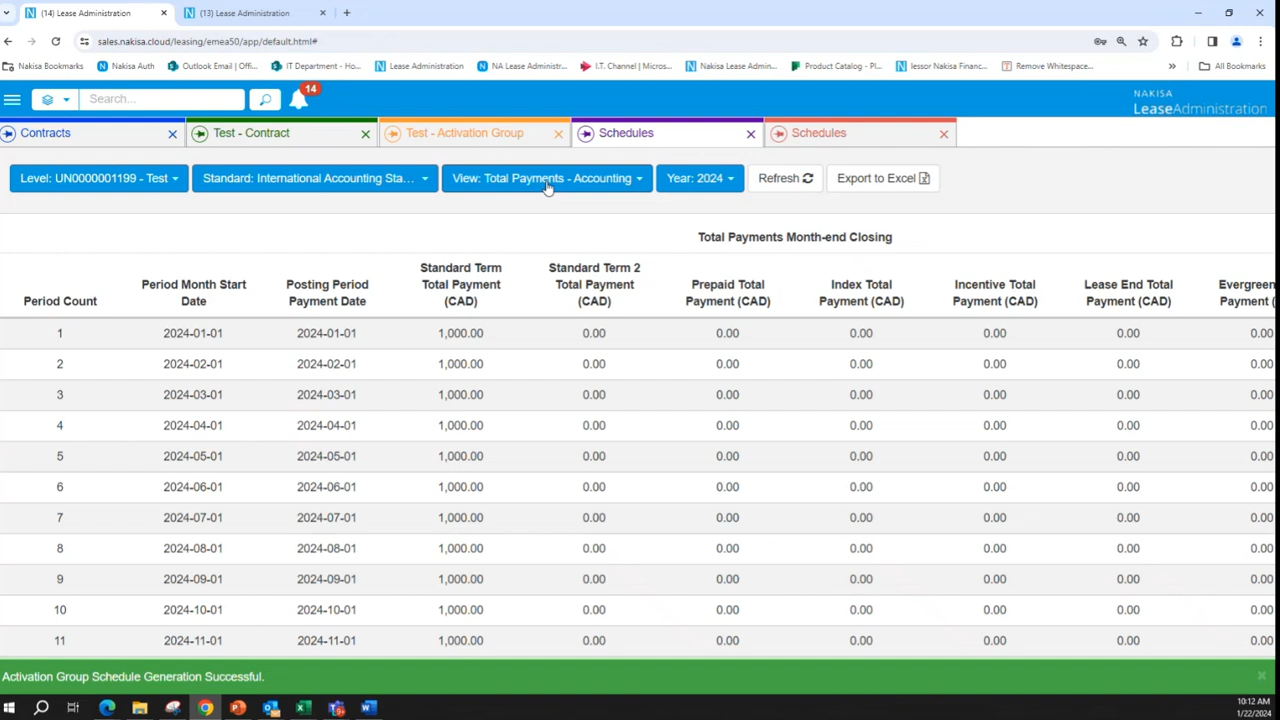 (14) Lease Administration
(13) Lease Administration
sales.nakisa.cloud/leasing/emea50/app/default.html#
Nakisa Bookmarks
Nakisa Auth
Outlook Email | Offi...
IT Department - Ho...
Lease Administration
NA Lease Administr...
I.T. Channel | Micros...
Nakisa Lease Admin...
Product Catalog - Pl...
lessor Nakisa Financ...
Remove Whitespace...
»
All Bookmarks
Search...
14
NAKISA
LeaseAdministration
Contracts
Test - Contract
Test - Activation Group
Schedules
Schedules
Level: UN0000001199 - Test
Standard: International Accounting Sta...
View: Total Payments - Accounting
Year: 2024
Refresh
Export to Excel
Total Payments Month-end Closing
Period Count
Period Month Start
Date
Posting Period
Payment Date
Standard Term
Total Payment
(CAD)
Standard Term 2
Total Payment
(CAD)
Prepaid Total
Payment (CAD)
Index Total
Payment (CAD)
Incentive Total
Payment (CAD)
Lease End Total
Payment (CAD)
Evergreen
Payment (
1 2024-01-01 2024-01-01 1,000.00 0.00 0.00 0.00 0.00 0.00 0.00
2 2024-02-01 2024-02-01 1,000.00 0.00 0.00 0.00 0.00 0.00 0.00
3 2024-03-01 2024-03-01 1,000.00 0.00 0.00 0.00 0.00 0.00 0.00
4 2024-04-01 2024-04-01 1,000.00 0.00 0.00 0.00 0.00 0.00 0.00
5 2024-05-01 2024-05-01 1,000.00 0.00 0.00 0.00 0.00 0.00 0.00
6 2024-06-01 2024-06-01 1,000.00 0.00 0.00 0.00 0.00 0.00 0.00
7 2024-07-01 2024-07-01 1,000.00 0.00 0.00 0.00 0.00 0.00 0.00
8 2024-08-01 2024-08-01 1,000.00 0.00 0.00 0.00 0.00 0.00 0.00
9 2024-09-01 2024-09-01 1,000.00 0.00 0.00 0.00 0.00 0.00 0.00
10 2024-10-01 2024-10-01 1,000.00 0.00 0.00 0.00 0.00 0.00 0.00
11 2024-11-01 2024-11-01 1,000.00 0.00 0.00 0.00 0.00 0.00 0.00
Activation Group Schedule Generation Successful.
10:12 AM
1/22/2024